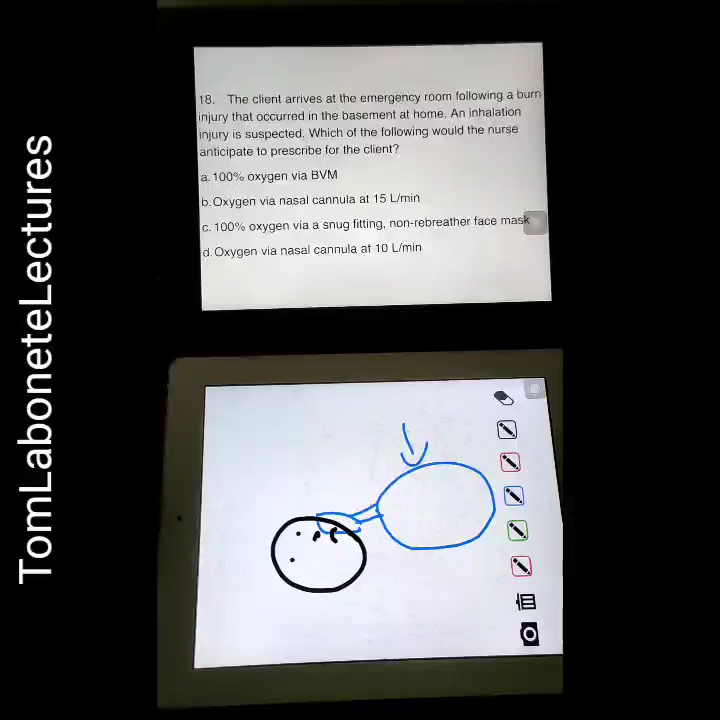 TomLaboneteLectures
18. The client arrives at the emergency room following a burn
injury that occurred in the basement at home. An inhalation
injury is suspected. Which of the following would the nurse
anticipate to prescribe for the client?
a. 100% oxygen via BVM
b. Oxygen via nasal cannula at 15 L/min
c. 100% oxygen via a snug fitting, non-rebreather face mask
d. Oxygen via nasal cannula at 10 L/min